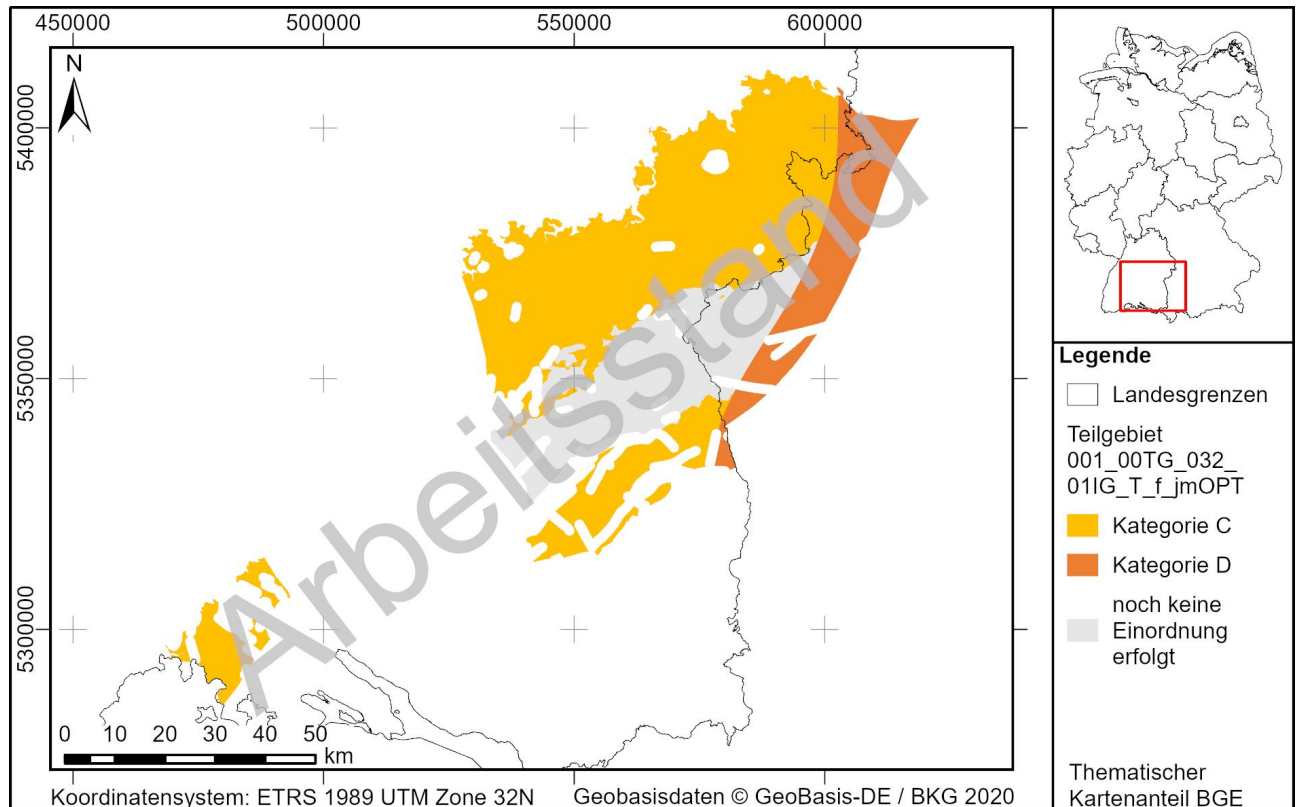 450000
500000
550000
600000
N
5400000
5350000
5300000
Arbeitsstand
0 10 20 30 40 50
km
Koordinatensystem: ETRS 1989 UTM Zone 32N
Geobasisdaten © GeoBasis-DE / BKG 2020
Legende
Landesgrenzen
Teilgebiet
001_00TG_032_
01IG_T_f_jmOPT
Kategorie C
Kategorie D
noch keine
Einordnung
erfolgt
Thematischer
Kartenanteil BGE